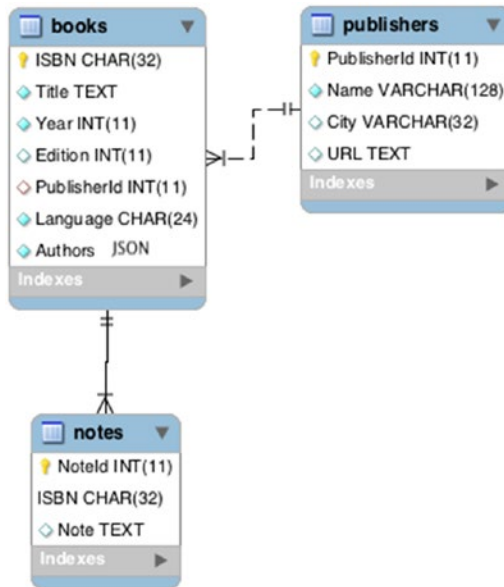 books
ISBN CHAR(32)
Title TEXT
Year INT(11)
Edition INT(11)
PublisherId INT(11)
Language CHAR(24)
Authors JSON
Indexes
publishers
PublisherId INT(11)
Name VARCHAR(128)
City VARCHAR(32)
URL TEXT
Indexes
notes
NoteId INT(11)
ISBN CHAR(32)
Note TEXT
Indexes